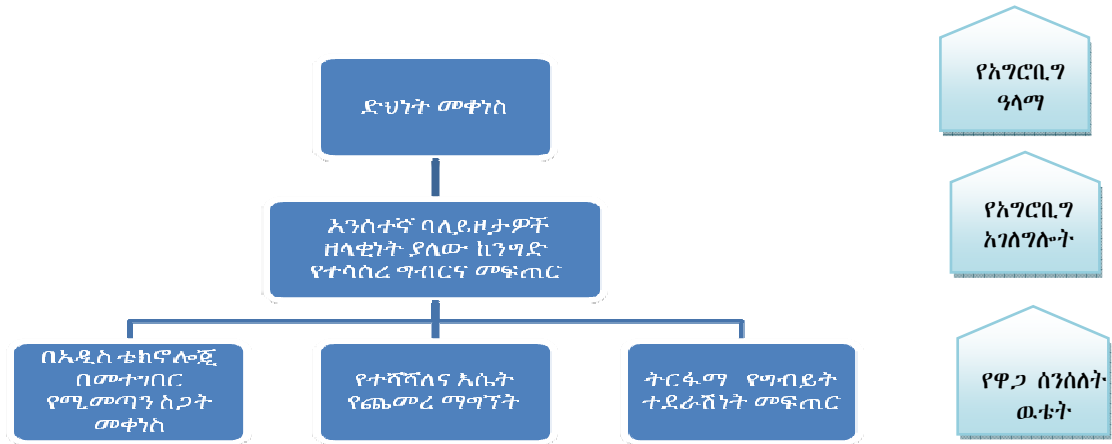 ድህነት መቀነስ
አንስተኛ ባለይዞታዎች
ዘላቂነት ያለው ከንግድ
የተሳሰረ ግብርና መፍጠር
በአዲስ ቴክኖሎጂ
በመተግበር
የሚመጣን ስጋት
መቀነስ
የተሻሻለና እሴት
የጨመረ ማግኘት
ትርፋማ የግብይት
ተደራሽነት መፍጠር
የአግሮቢግ
ዓላማ
የአግሮቢግ
አገለግሎት
የዋጋ ሰንሰለት
ዉቴት